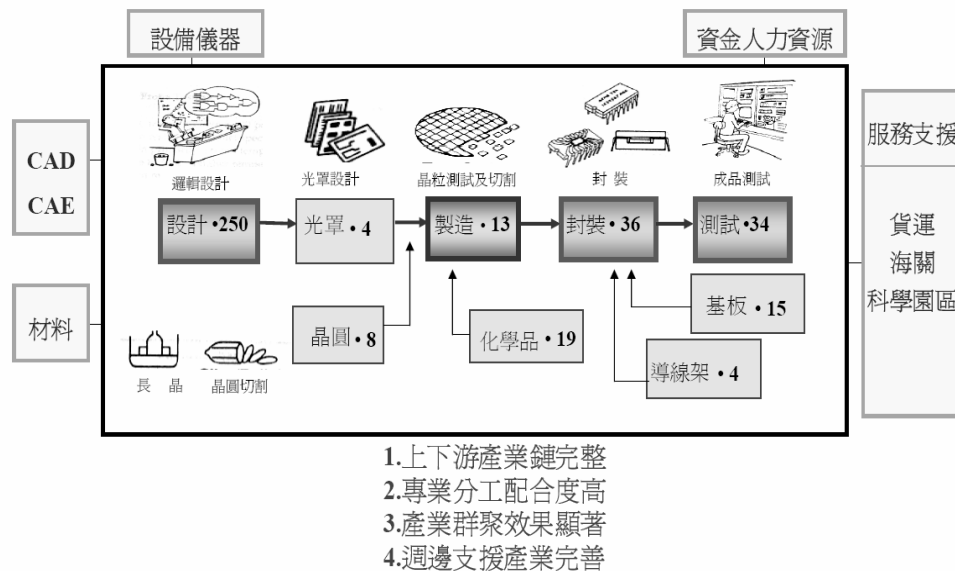 設備儀器
資金人力資源
CAD
CAE
材料
服務支援
貨運
海關
科學園區
邏輯設計
光罩設計
晶粒測試及切割
封 裝
成品測試
設計•250
光罩•4
製造•13
封裝•36
測試•34
晶圓•8
化學品•19
基板•15
導線架•4
長 晶
晶圓切割
1.上下游產業鏈完整
2.專業分工配合度高
3.產業群聚效果顯著
4.週邊支援產業完善